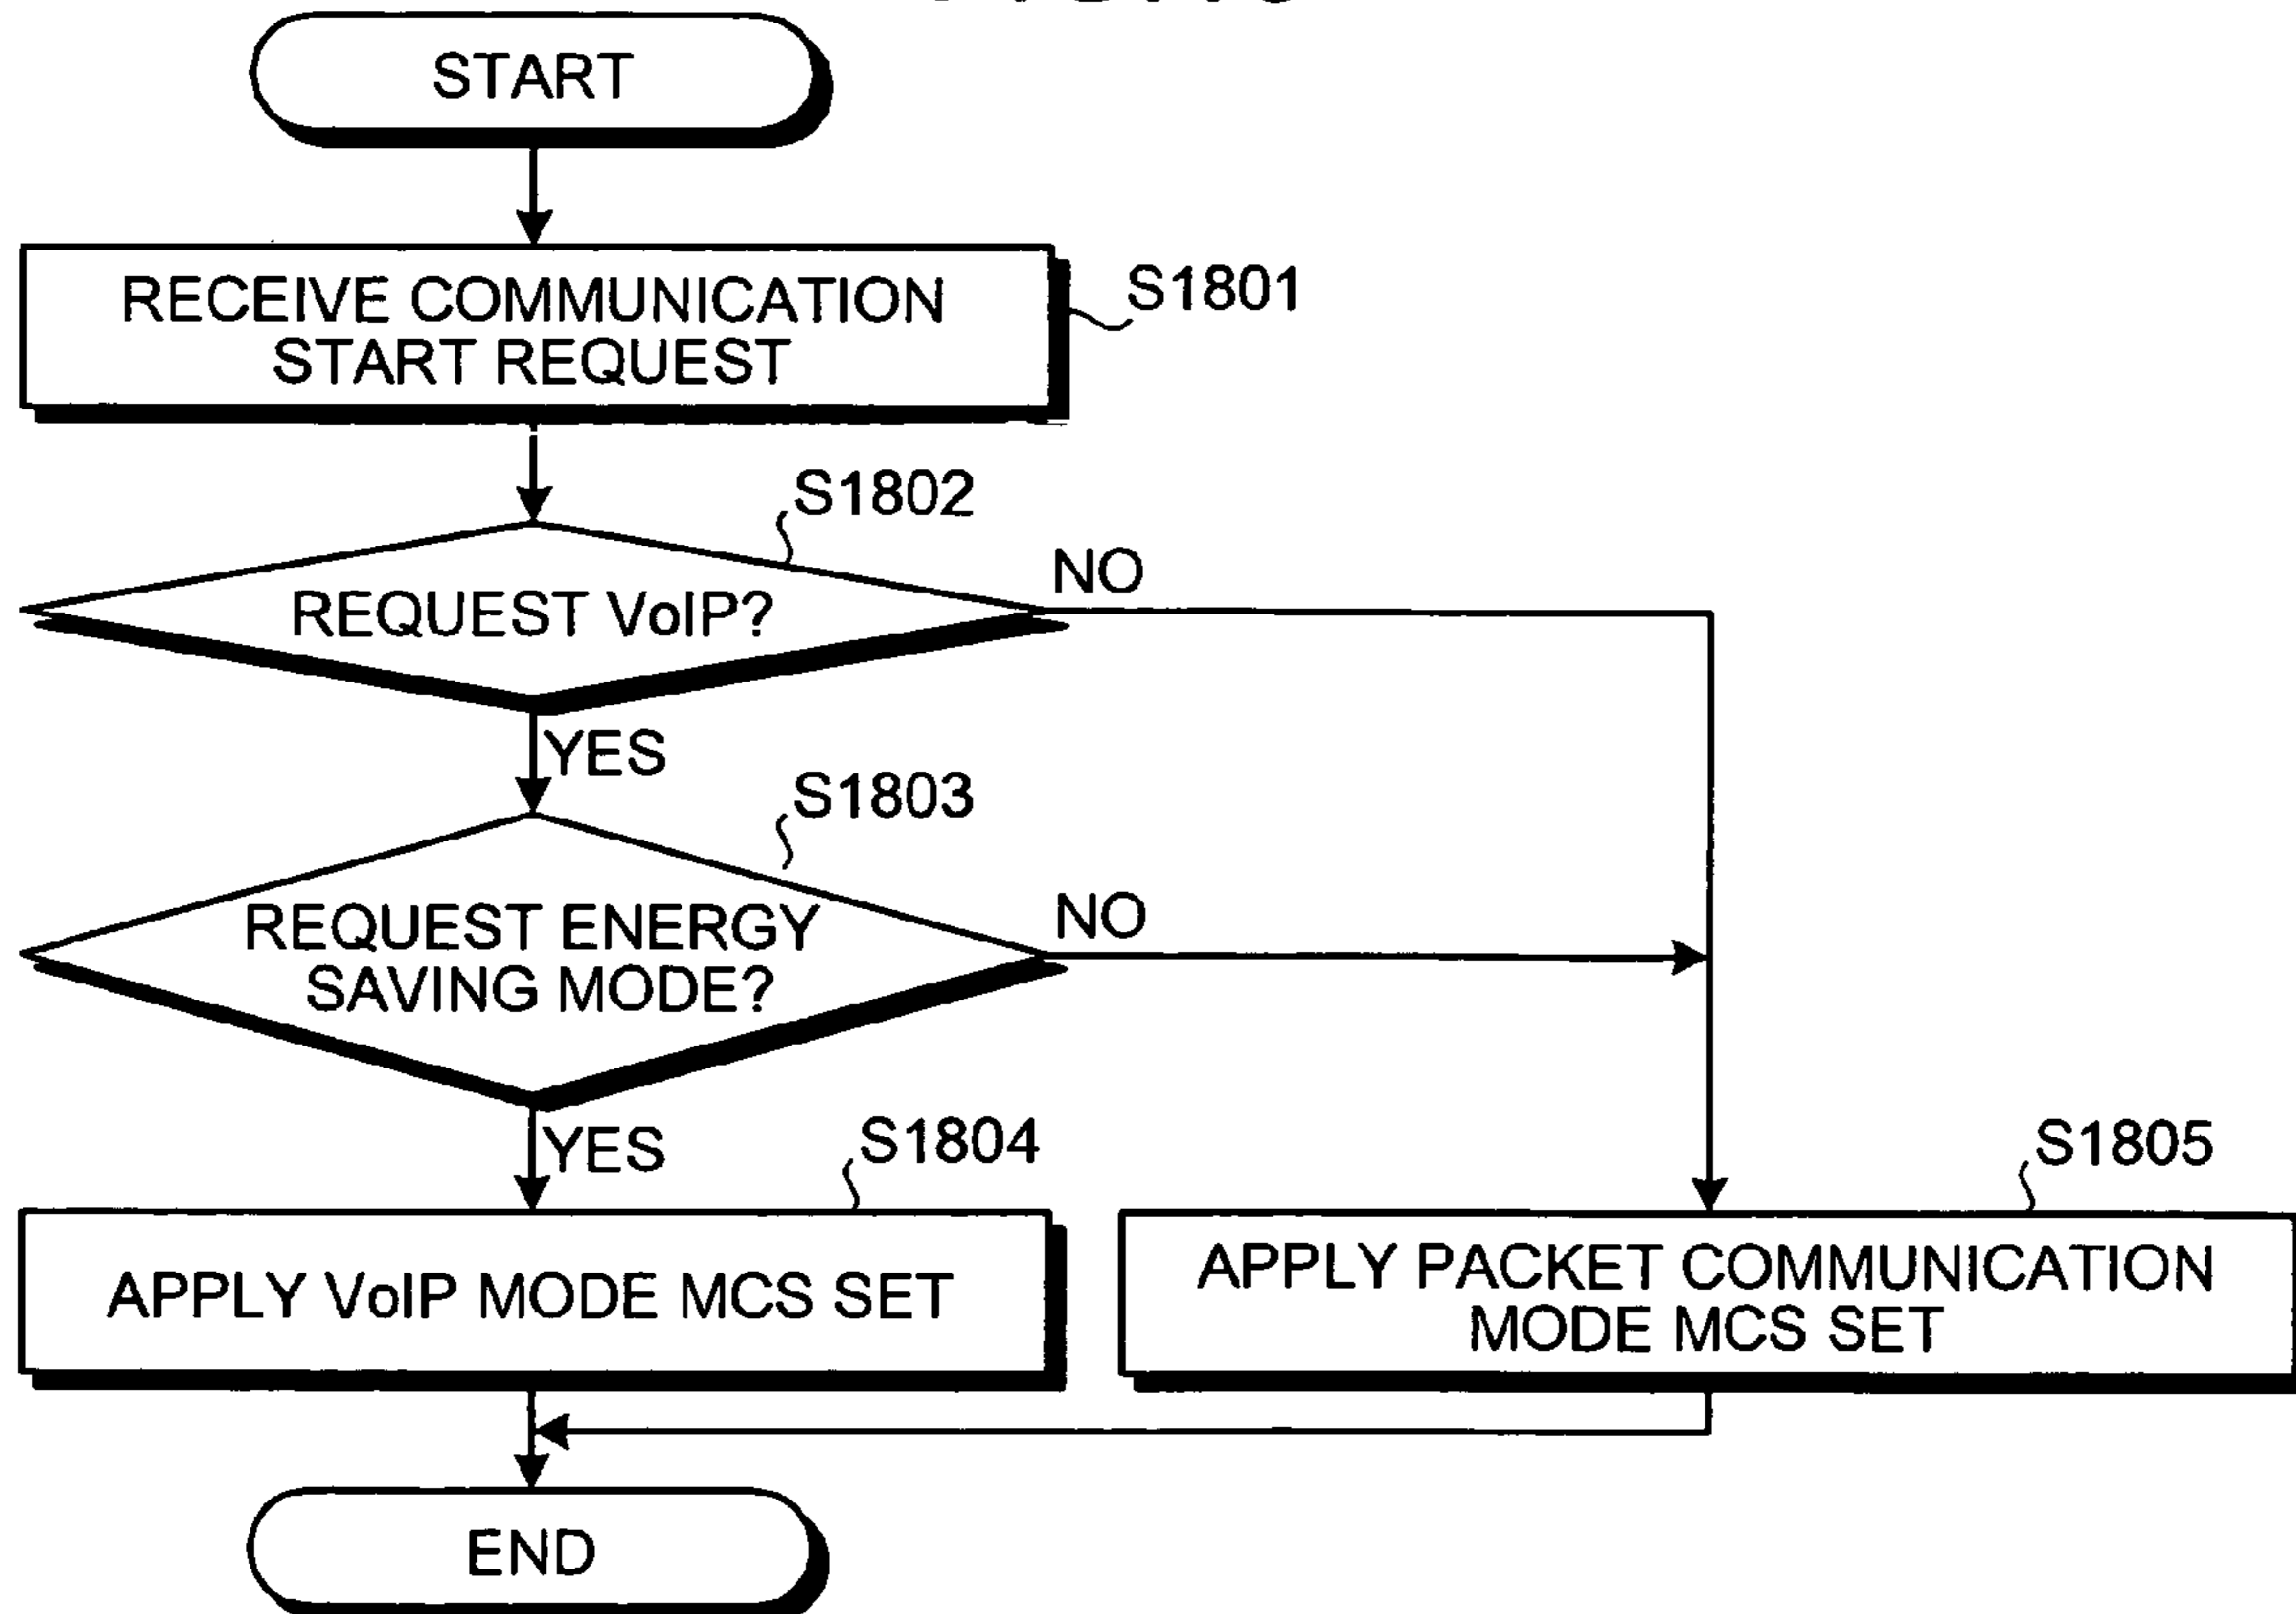 START
RECEIVE COMMUNICATION
START REQUEST
S1801
S1802
REQUEST VoIP?
NO
YES
S1803
REQUEST ENERGY
SAVING MODE?
NO
YES
S1804
APPLY VoIP MODE MCS SET
S1805
APPLY PACKET COMMUNICATION
MODE MCS SET
END